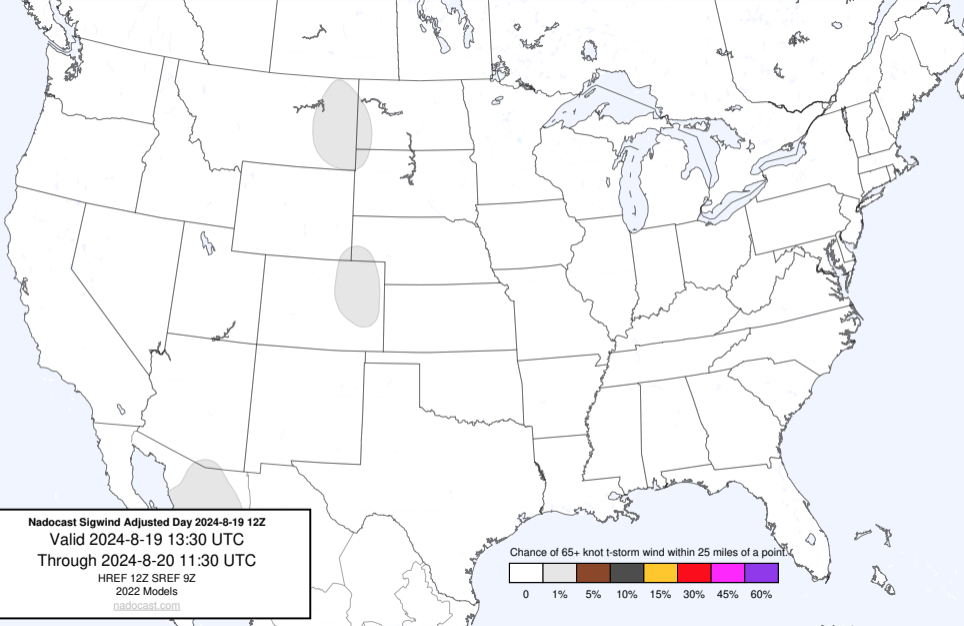 Nadocast Sigwind Adjusted Day 2024-8-19 12Z
Valid 2024-8-19 13:30 UTC
Through 2024-8-20 11:30 UTC
HREF 12Z SREF 9Z
2022 Models
nadocast.com
Chance of 65+ knot t-storm wind within 25 miles of a point.
0 1% 5% 10% 15% 30% 45% 60%